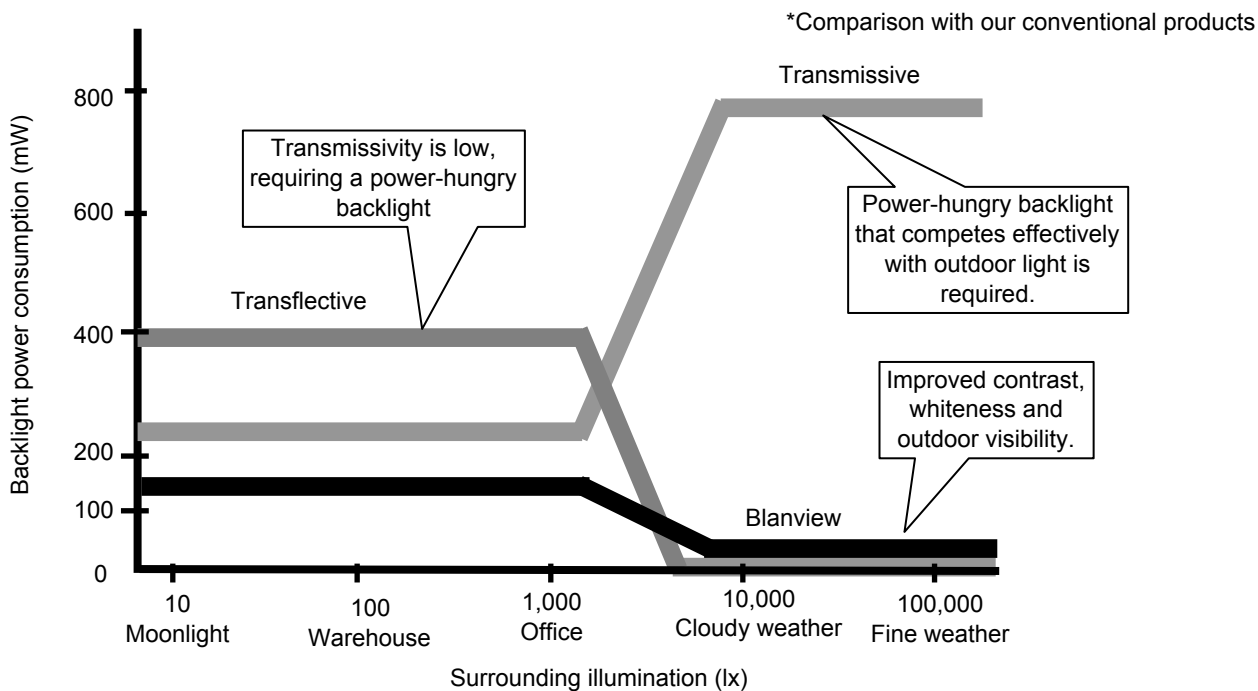 *Comparison with our conventional products
Transmissive
800
Transmissivity is low,
requiring a power-hungry
backlight
600
Power-hungry backlight
that competes effectively
with outdoor light is
required.
Backlight power consumption (mW)
Transflective
400
Improved contrast,
whiteness and
outdoor visibility.
200
100
Blanview
0
10
Moonlight
100
Warehouse
1,000
Office
10,000
Cloudy weather
100,000
Fine weather
Surrounding illumination (lx)